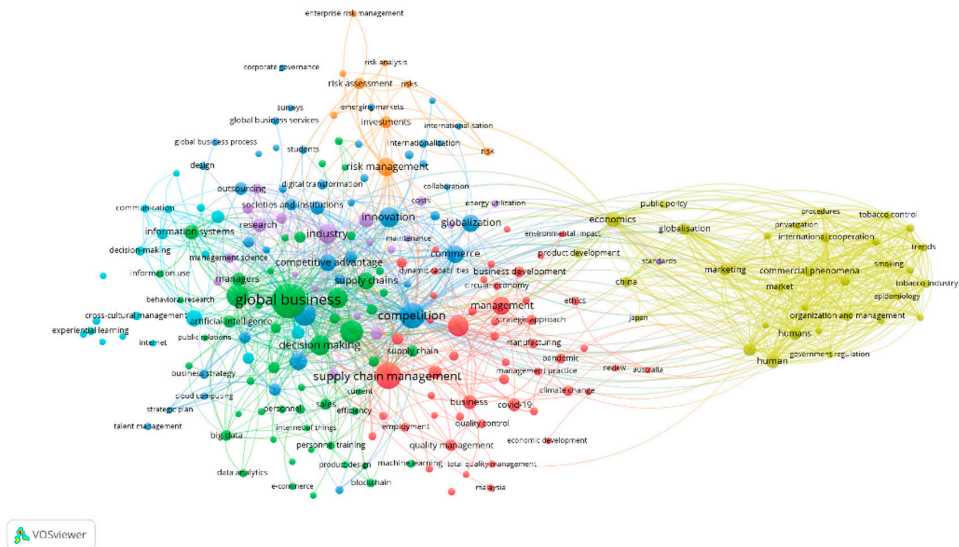 enterprise risk management
corporate governance
risk analysis
risk assessment
risks
surveys
emerging markets
global business services
investments
internationalisation
global business process
students
internationalization
risk
design
risk management
outsourcing
digital transformation
collaboration
communication
societies and institutions
costs
energy utilization
public policy
procedures
innovation
globalization
economics
privatization
tobacco control
information systems
research
industry
environmental impact
globalisation
international cooperation
decision-making
maintenance
trends
management science
commerce
product development
standards
competitive advantage
information use
dynamic capabilities
business development
marketing
commercial phenomena
smoking
managers
supply chains
circular economy
china
market
tobacco industry
behavioral research
global business
management
ethics
epidemiology
cross-cultural management
artificial intelligence
competition
strategic approach
japan
organization and management
experiential learning
internet
public relations
decision making
supply chain
manufacturing
humans
pandemic
review
human
government regulation
business strategy
supply chain management
management practice
australia
cloud computing
current
climate change
strategic plan
personnel
sales
efficiency
business
covid-19
talent management
internet of things
employment
quality control
big data
personnel training
quality management
economic development
data analytics
product design
machine learning
total quality management
e-commerce
blockchain
malaysia
VOSviewer